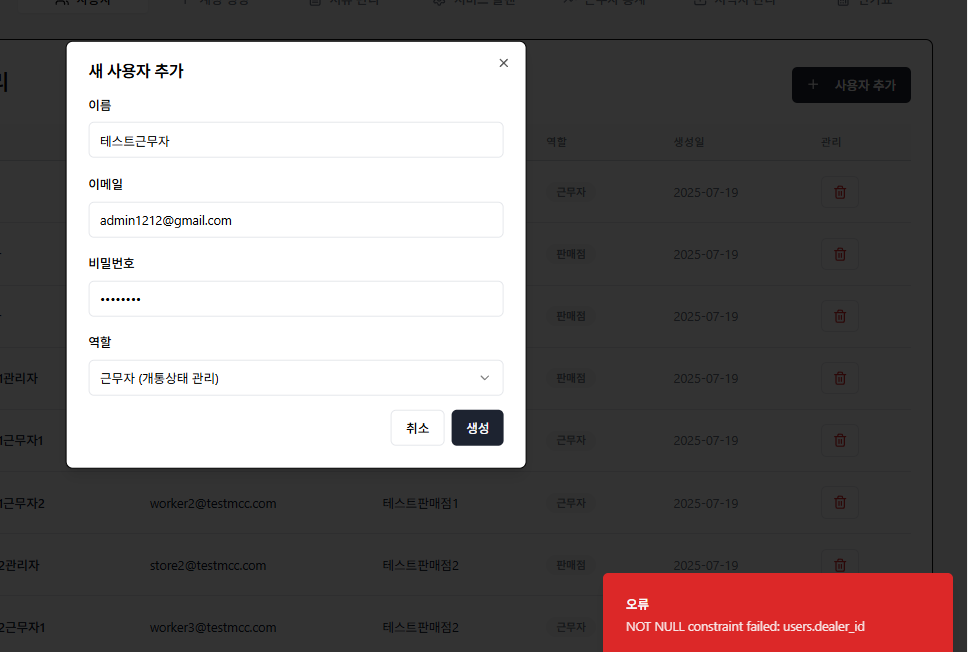 새 사용자 추가
이름
테스트근무자
이메일
admin1212@gmail.com
비밀번호
••••••••
역할
근무자 (개통상태 관리)
취소
생성
사용자 추가
역할 생성일 관리
근무자 2025-07-19
판매점 2025-07-19
판매점 2025-07-19
관리자 판매점 2025-07-19
근무자1 근무자 2025-07-19
근무자2 worker2@testmcc.com 테스트판매점1 근무자 2025-07-19
2관리자 store2@testmcc.com 테스트판매점2 판매점 2025-07-19
2근무자1 worker3@testmcc.com 테스트판매점2 근무자
오류
NOT NULL constraint failed: users.dealer_id